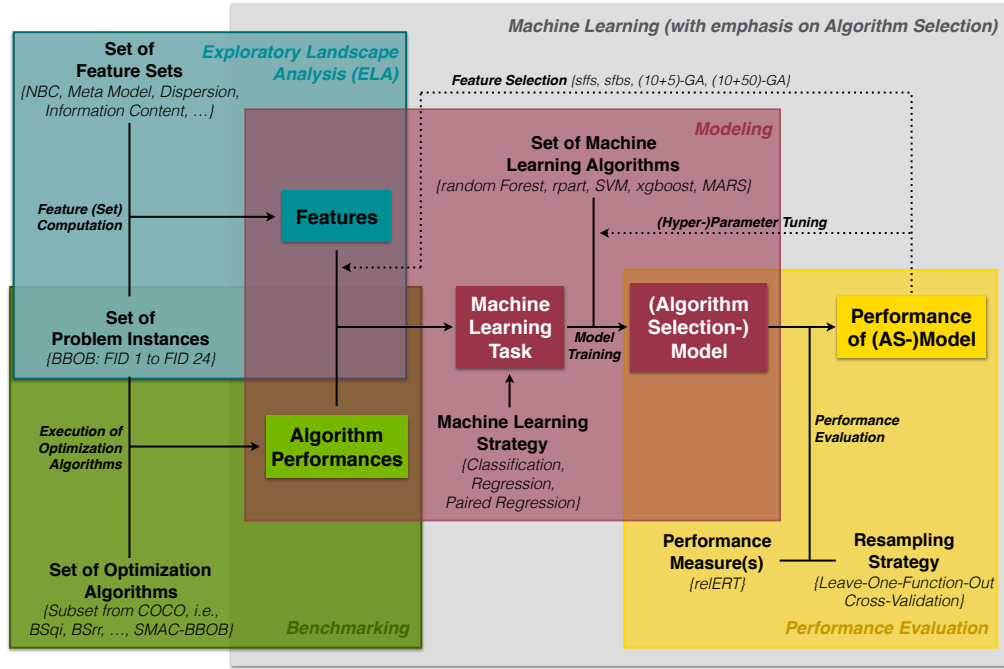 Machine Learning (with emphasis on Algorithm Selection)
Set of
Feature Sets
{NBC, Meta Model, Dispersion,
Information Content, …}
Exploratory Landscape
Analysis (ELA)
Feature Selection {sffs, sfbs, (10+5)-GA, (10+50)-GA}
Modeling
Set of Machine
Learning Algorithms
{random Forest, rpart, SVM, xgboost, MARS}
Feature (Set)
Computation
Features
(Hyper-)Parameter Tuning
Set of
Problem Instances
{BBOB: FID 1 to FID 24}
Machine
Learning
Task
Model
Training
(Algorithm
Selection-)
Model
Performance
of (AS-)Model
Execution of
Optimization
Algorithms
Algorithm
Performances
Machine Learning
Strategy
{Classification,
Regression,
Paired Regression}
Performance
Evaluation
Set of Optimization
Algorithms
{Subset from COCO, i.e.,
BSqi, BSrr, …, SMAC-BBOB}
Benchmarking
Performance
Measure(s)
{relERT}
Resampling
Strategy
{Leave-One-Function-Out
Cross-Validation}
Performance Evaluation